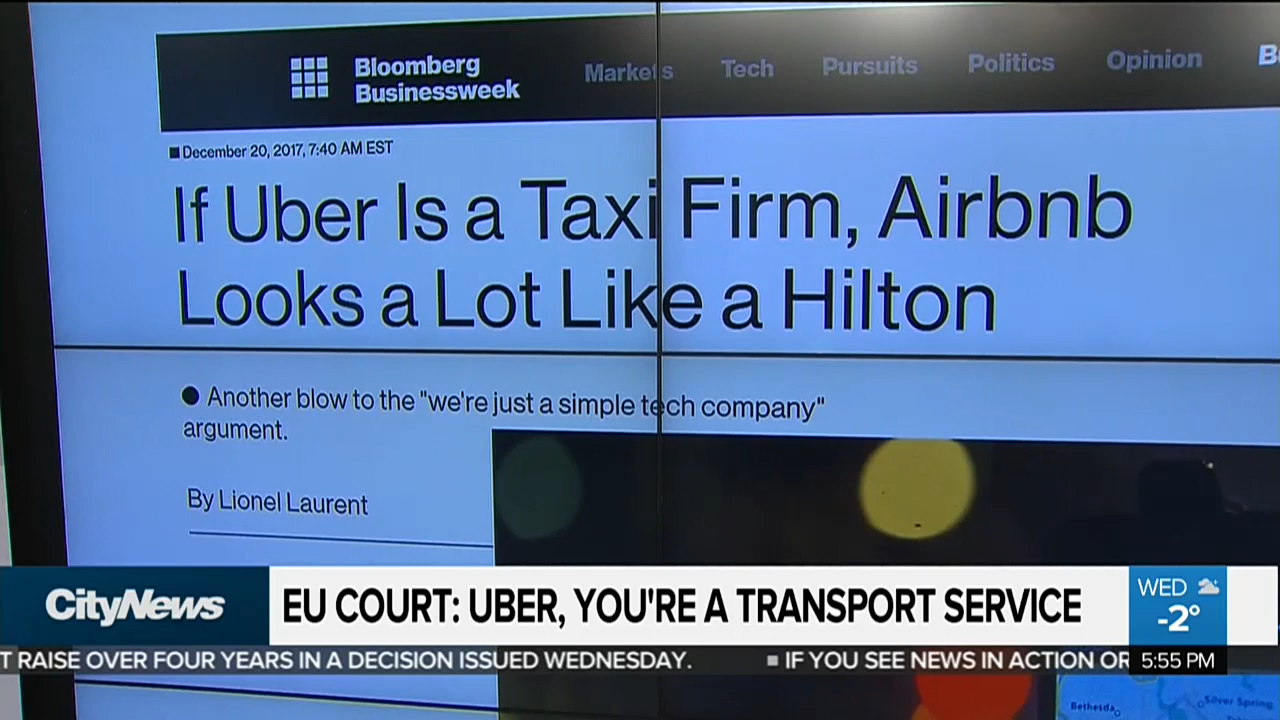 Bloomberg
Businessweek
Markets Tech Pursuits Politics Opinion
December 20, 2017, 7:40 AM EST
If Uber Is a Taxi Firm, Airbnb
Looks a Lot Like a Hilton
Another blow to the "we're just a simple tech company"
argument.
By Lionel Laurent
CityNews
EU COURT: UBER, YOU'RE A TRANSPORT SERVICE
WED
-2°
T RAISE OVER FOUR YEARS IN A DECISION ISSUED WEDNESDAY. ■ IF YOU SEE NEWS IN ACTION OR
5:55 PM
Bethesda
Silver Spring